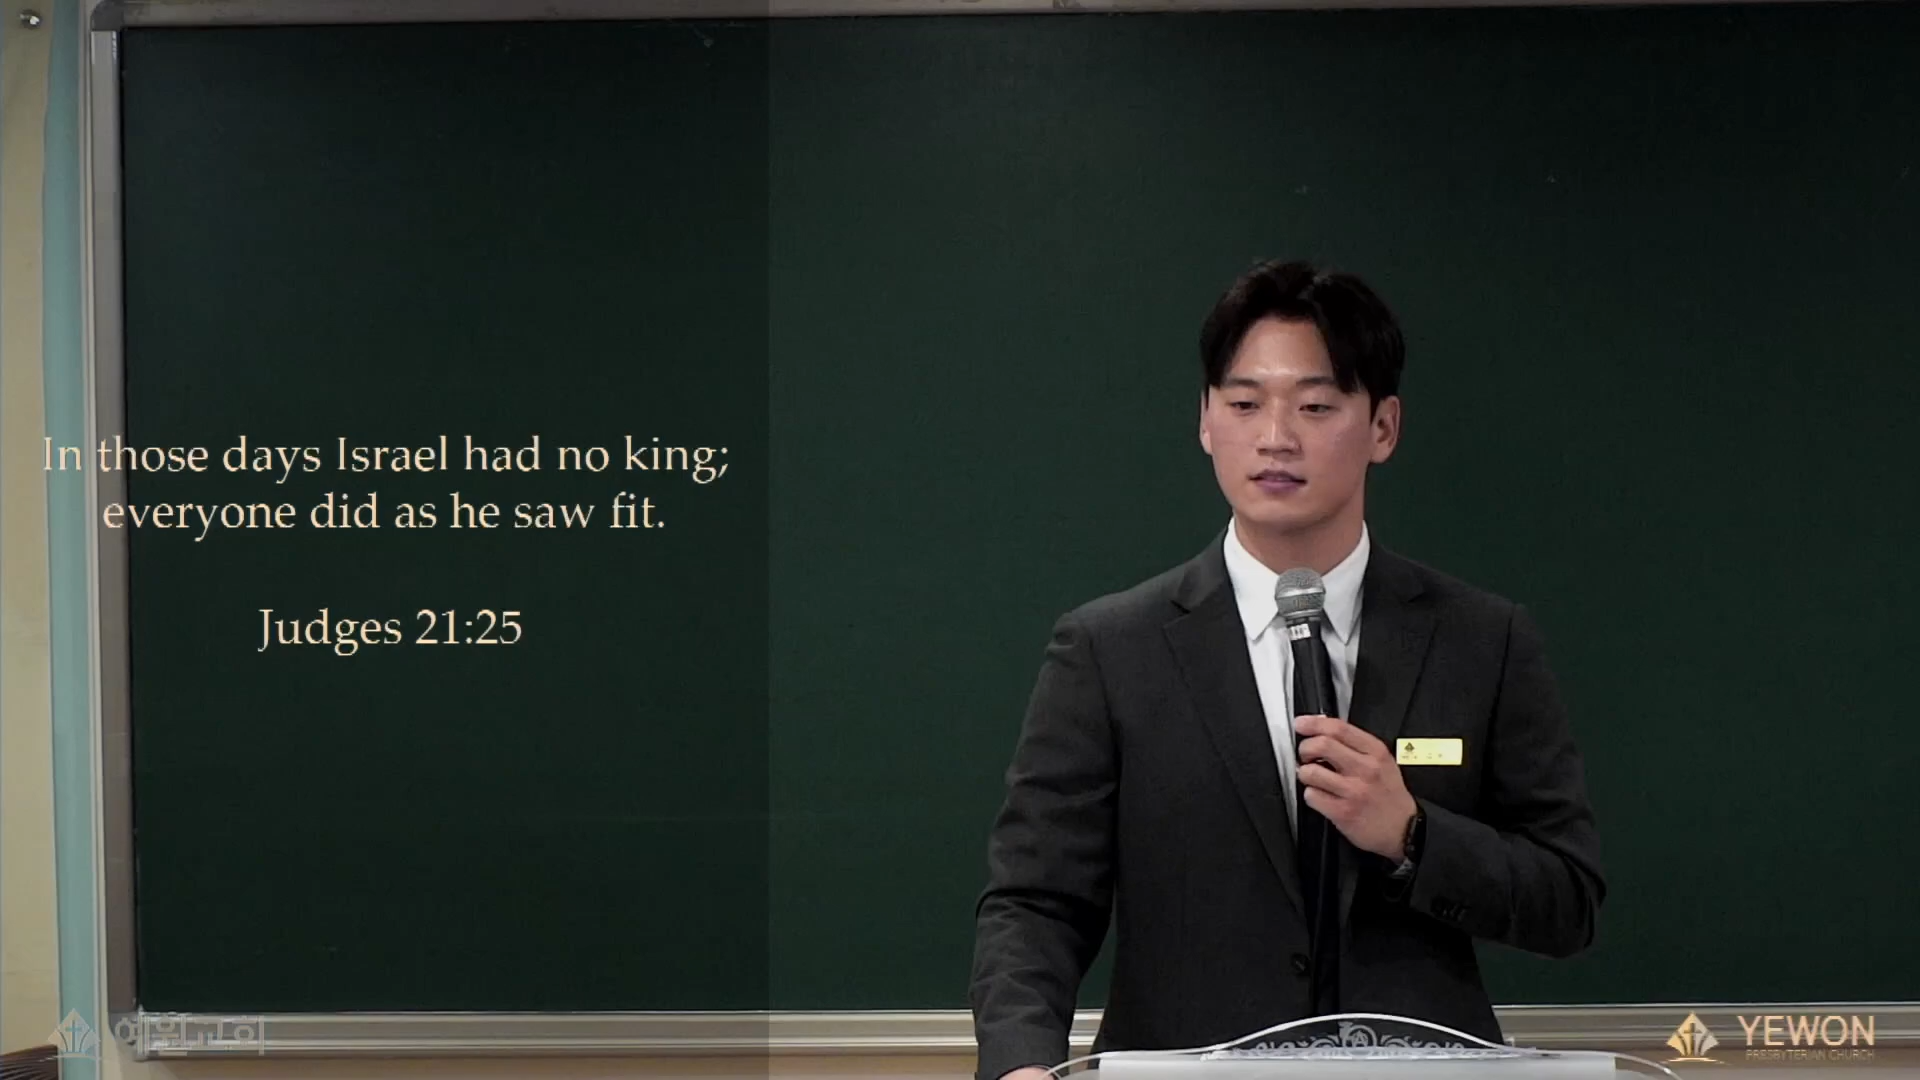 In those days Israel had no king;
everyone did as he saw fit.
Judges 21:25
예원교회
YEWON
PRESBYTERIAN CHURCH